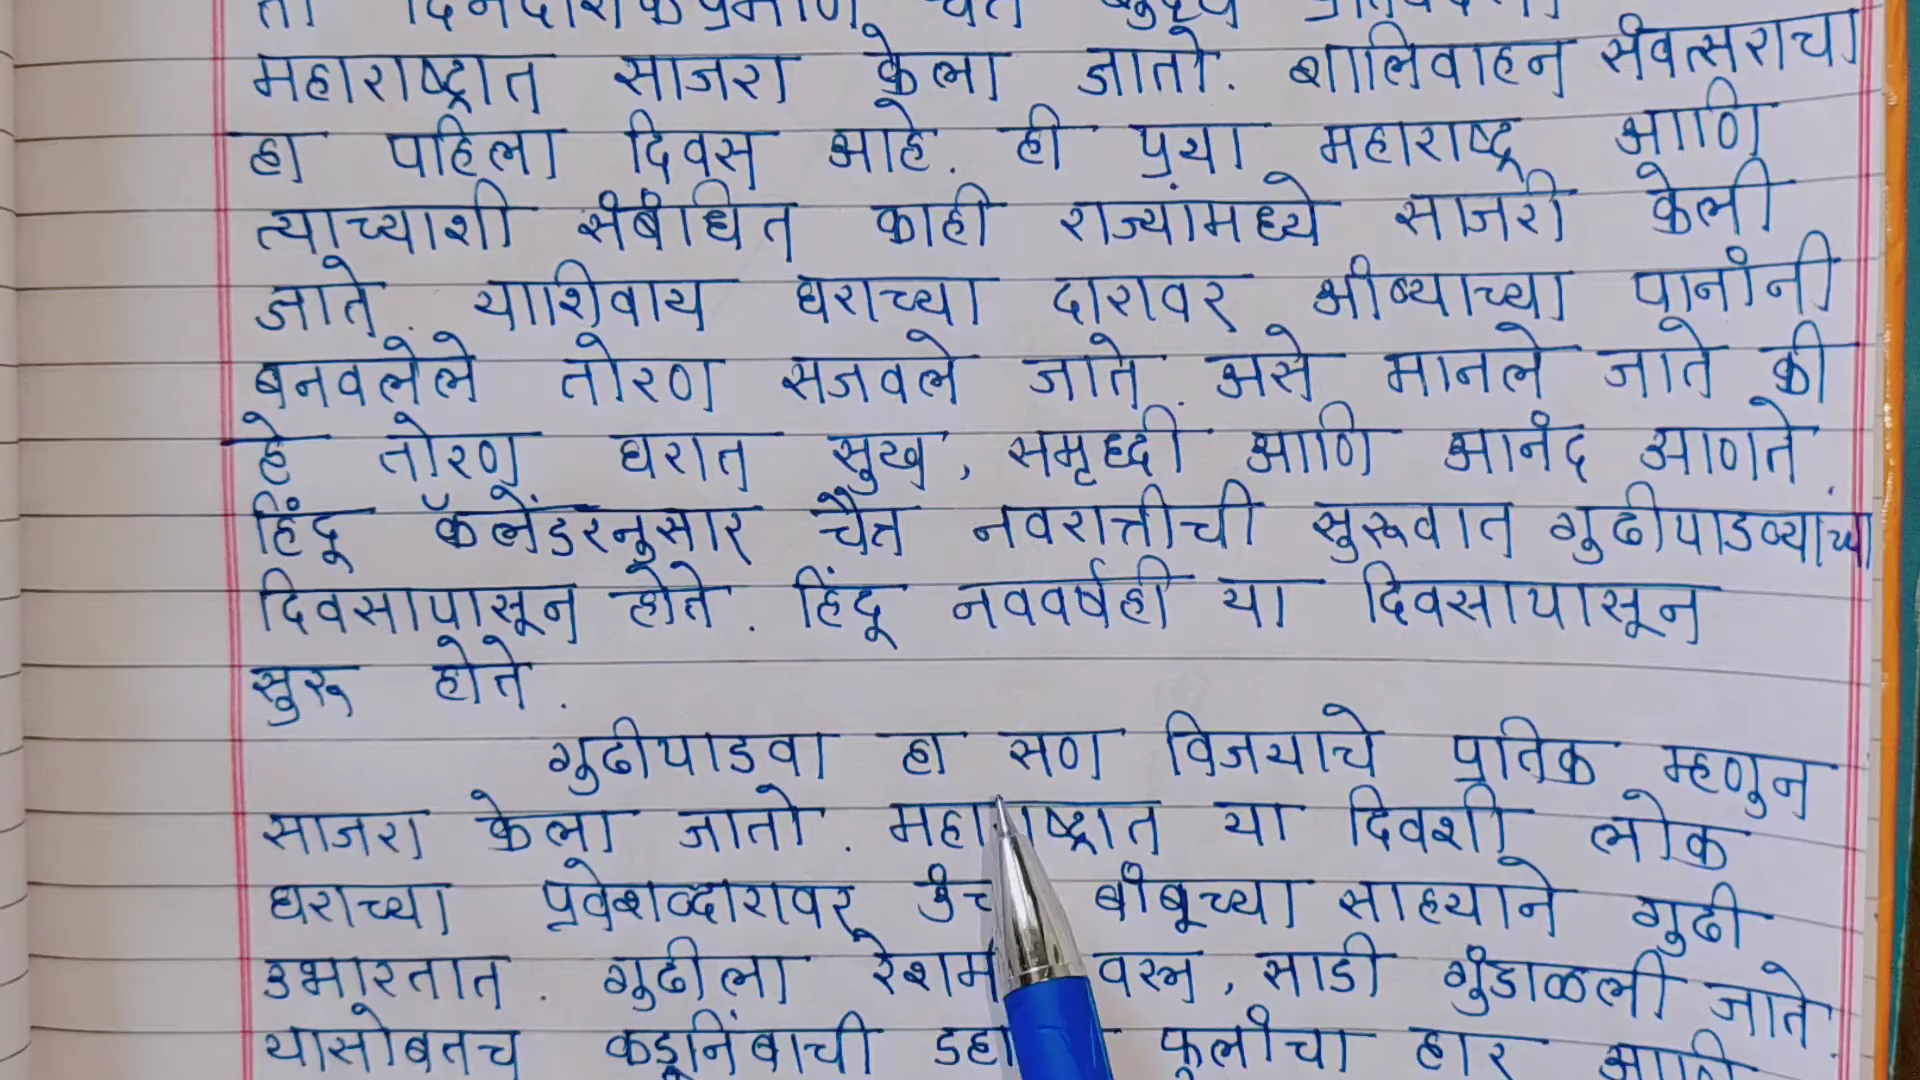 महाराष्ट्रात साजरा केला जातो. शालिवाहन संवत्सराचा
हा पहिला दिवस आहे. ही प्रथा महाराष्ट्र आणि
त्याच्याशी संबंधित काही राज्यांमध्ये साजरी केली
जाते. याशिवाय घराच्या दारावर आंब्याच्या पानांनी
बनवलेले तोरण सजवले जाते. असे मानले जाते की
हे तोरण घरात सुख, समृध्दी आणि आनंद आणते.
हिंदू कॅलेंडरनुसार चैत्र नवरात्रीची सुरूवात गुढीपाडव्याच्या
दिवसापासून होते. हिंदू नववर्षही या दिवसापासून
सुरू होते.
गुढीपाडवा हा सण विजयाचे प्रतिक म्हणुन
साजरा केला जातो. या दिवशी लोक
घराच्या प्रवेशव्दारावर बांबूच्या साहयाने गुढी
उभारतात. गुढीला वस्त्र, साडी गुंडाळली जाते.
यासोबतच कडूनिंबाची फुलांचा हार आणि